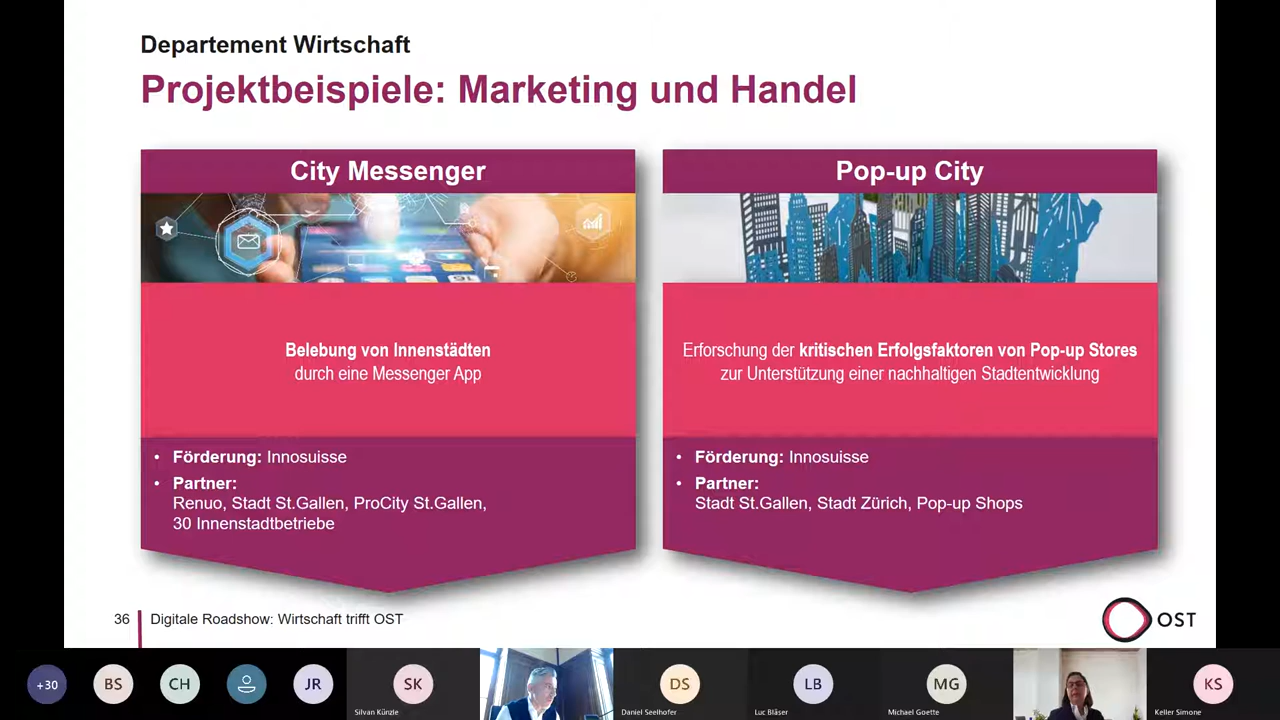 Departement Wirtschaft
Projektbeispiele: Marketing und Handel
City Messenger
Belebung von Innenstädten
durch eine Messenger App
• Förderung: Innosuisse
• Partner:
Renuo, Stadt St.Gallen, ProCity St.Gallen,
30 Innenstadtbetriebe
Pop-up City
Erforschung der kritischen Erfolgsfaktoren von Pop-up Stores
zur Unterstützung einer nachhaltigen Stadtentwicklung
• Förderung: Innosuisse
• Partner:
Stadt St.Gallen, Stadt Zürich, Pop-up Shops
36 Digitale Roadshow: Wirtschaft trifft OST
OST
+30 BS CH JR SK DS LB MG KS
Silvan Künzle Daniel Seelhofer Luc Bläser Michael Goette Keller Simone